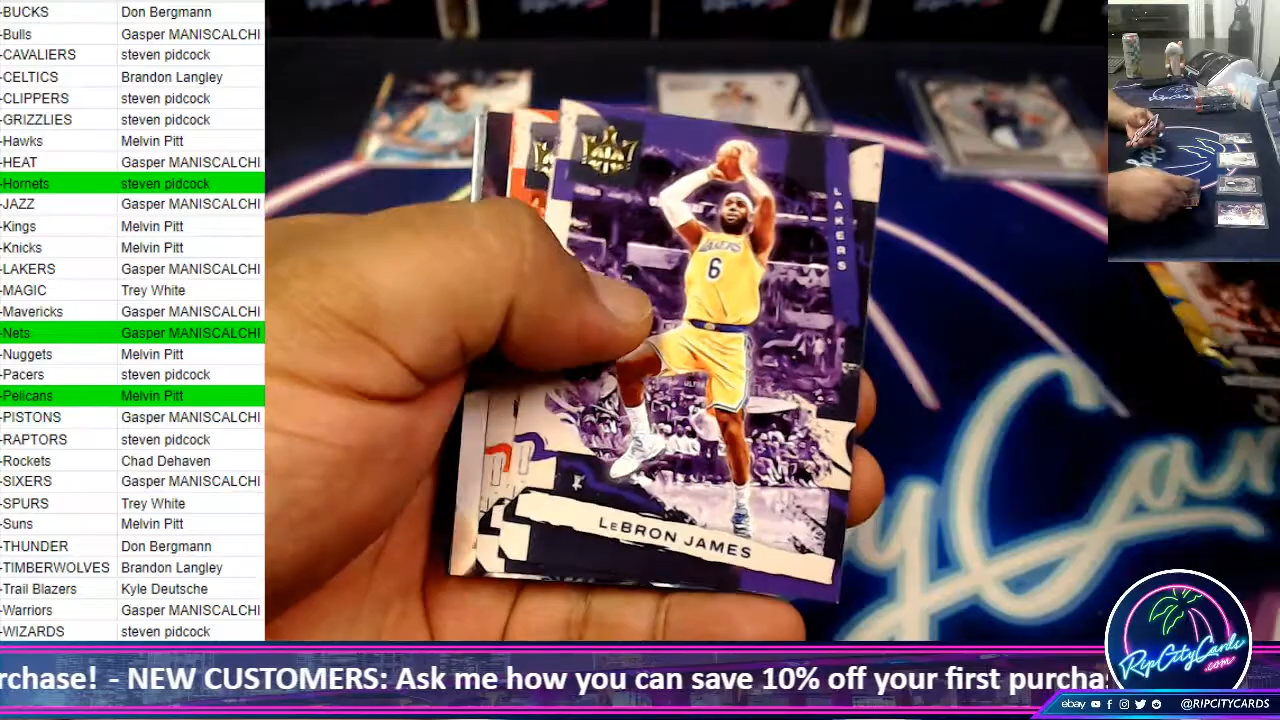 -BUCKS Don Bergmann
-Bulls Gasper MANISCALCHI
-CAVALIERS steven pidcock
-CELTICS Brandon Langley
-CLIPPERS steven pidcock
-GRIZZLIES steven pidcock
-Hawks Melvin Pitt
-HEAT Gasper MANISCALCHI
-Hornets steven pidcock
-JAZZ Gasper MANISCALCHI
-Kings Melvin Pitt
-Knicks Melvin Pitt
-LAKERS Gasper MANISCALCHI
-MAGIC Trey White
-Mavericks Gasper MANISCALCHI
-Nets Gasper MANISCALCHI
-Nuggets Melvin Pitt
-Pacers steven pidcock
-Pelicans Melvin Pitt
-PISTONS Gasper MANISCALCHI
-RAPTORS steven pidcock
-Rockets Chad Dehaven
-SIXERS Gasper MANISCALCHI
-SPURS Trey White
-Suns Melvin Pitt
-THUNDER Don Bergmann
-TIMBERWOLVES Brandon Langley
-Trail Blazers Kyle Deutsche
-Warriors Gasper MANISCALCHI
-WIZARDS steven pidcock
LAKERS
LAKERS
6
LeBRON JAMES
yCar
RipCityCards
.com
rchase! - NEW CUSTOMERS: Ask me how you can save 10% off your first purcha
ebay @RIPCITYCARDS